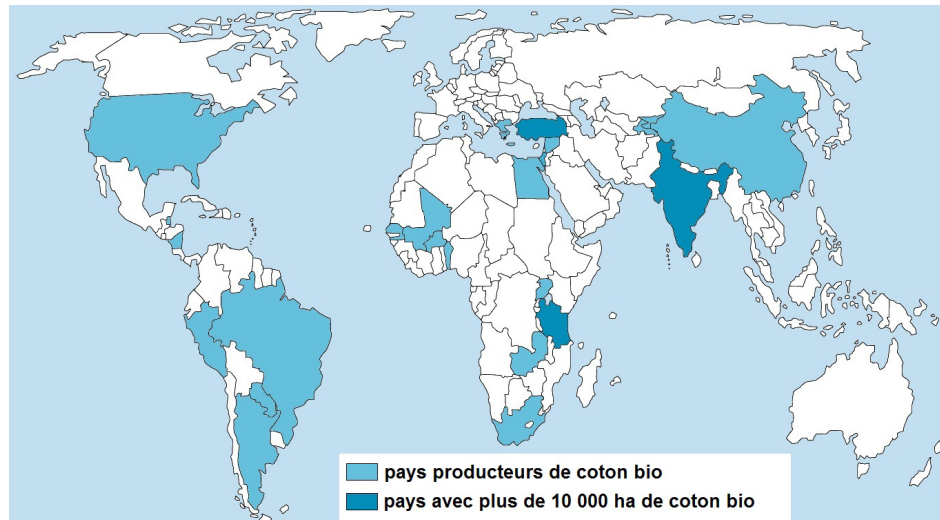 pays producteurs de coton bio
pays avec plus de 10 000 ha de coton bio